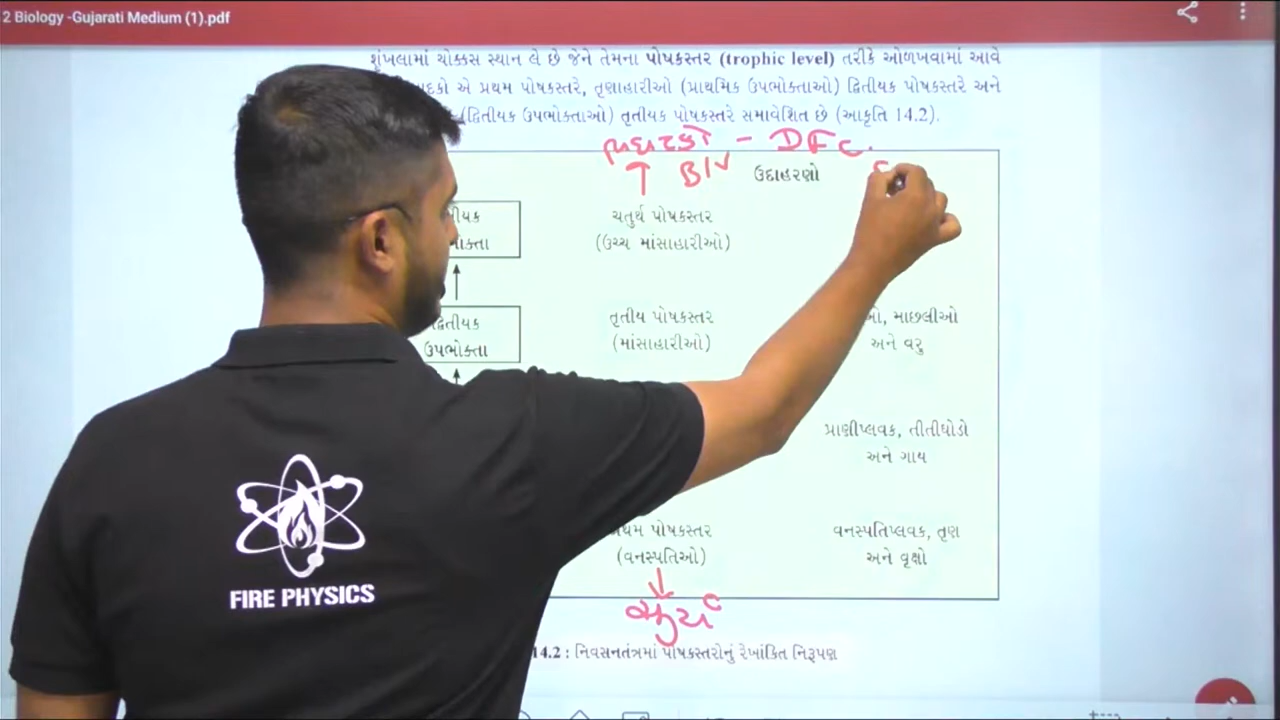 2 Biology -Gujarati Medium (1).pdf
શૃંખલામાં ચોક્કસ સ્થાન લે છે જેને તેમના પોષકસ્તર (trophic level) તરીકે ઓળખવામાં આવે
એ પ્રથમ પોષકસ્તરે, તૃણાહારીઓ (પ્રાથમિક ઉપભોક્તાઓ) દ્વિતીયક પોષકસ્તરે અને
(દ્વિતીયક ઉપભોક્તાઓ) તૃતીયક પોષકસ્તરે સમાવેશિત છે (આકૃતિ 14.2).
- DFC.
ઉદાહરણો
ચતુર્થ પોષકસ્તર
(ઉચ્ચ માંસાહારીઓ)
દ્વિતીયક
ઉપભોક્તા
તૃતીય પોષકસ્તર
(માંસાહારીઓ)
માછલીઓ
અને વરુ
પ્રાણીપ્લવક, તીતીઘોડો
અને ગાય
પોષકસ્તર
(વનસ્પતિઓ)
વનસ્પતિપ્લવક, તૃણ
અને વૃક્ષો
સૂર્ય
14.2 : નિવસનતંત્રમાં પોષકસ્તરોનું રેખાંકિત નિરૂપણ
FIRE PHYSICS